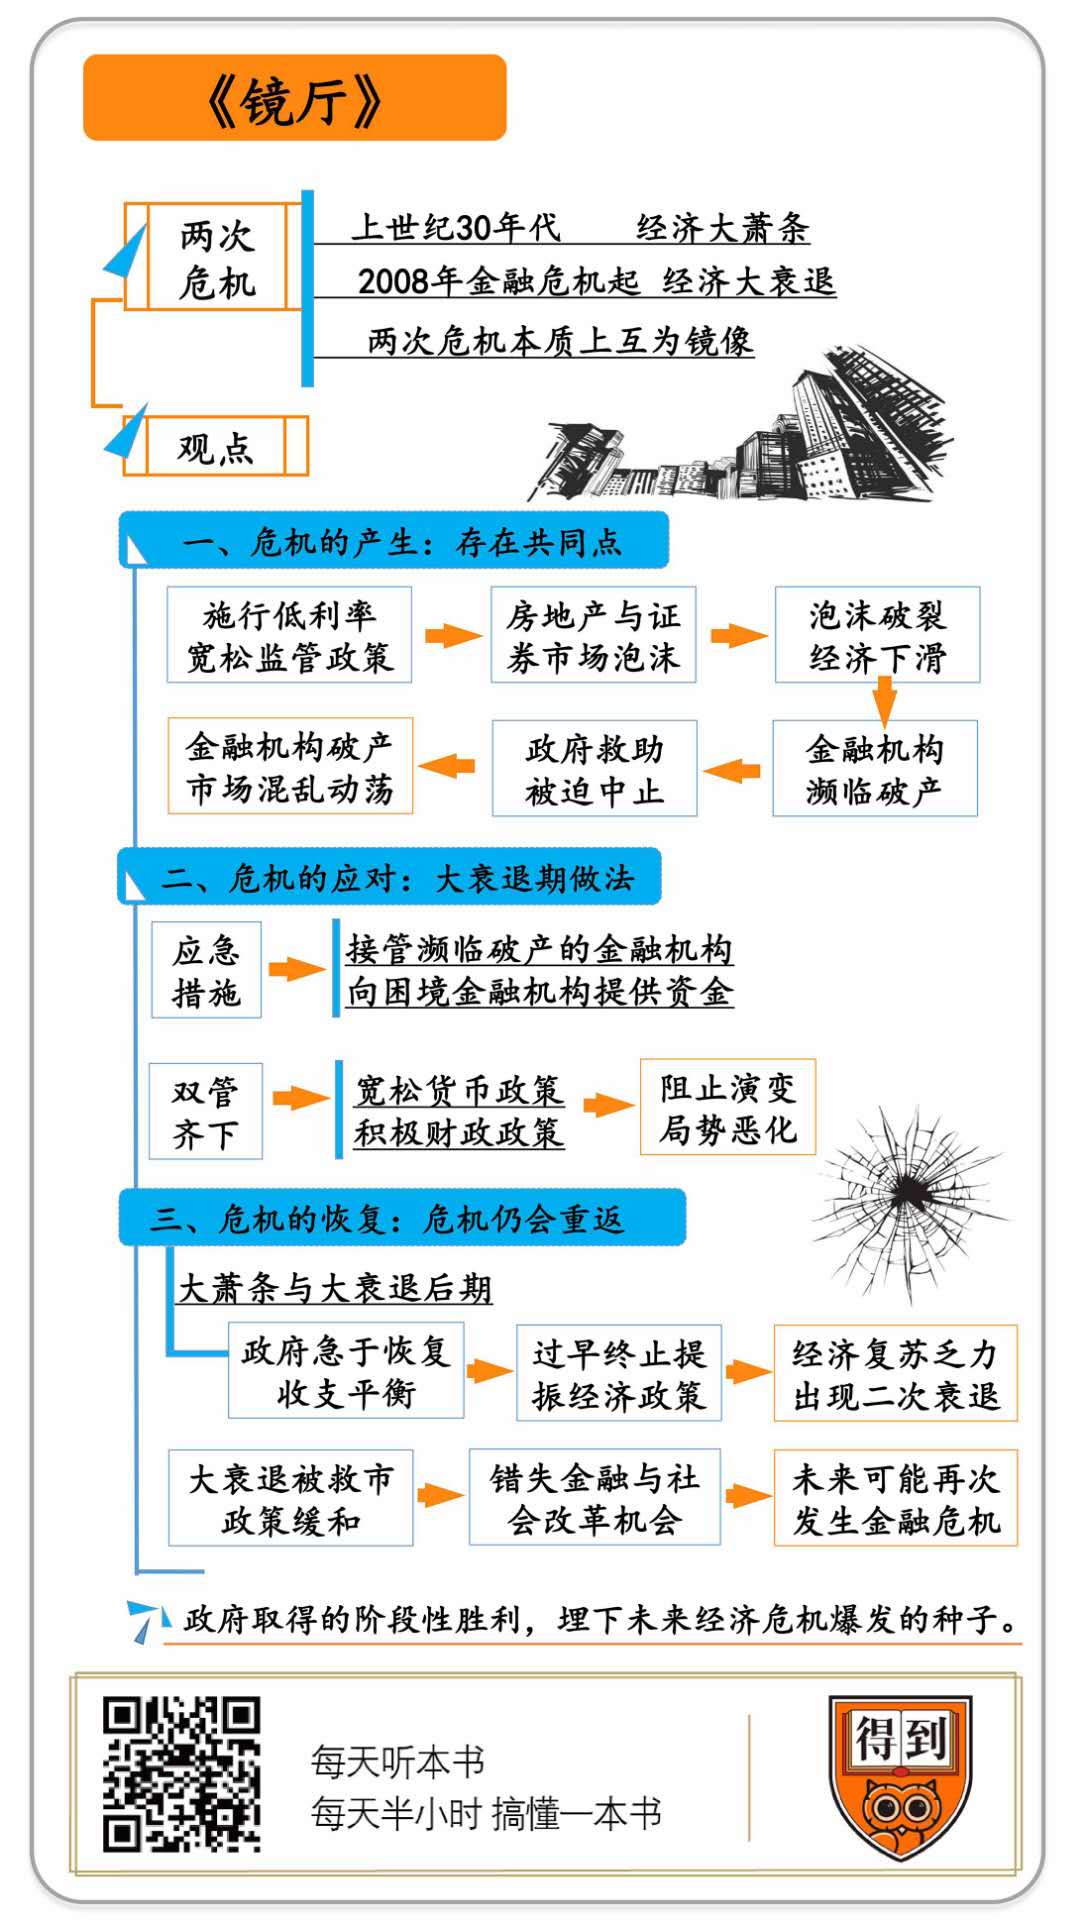 《镜厅》
两次
危机
上世纪30年代 经济大萧条
2008年金融危机起 经济大衰退
两次危机本质上互为镜像
观点
一、危机的产生：存在共同点
施行低利率
宽松监管政策
房地产与证
券市场泡沫
泡沫破裂
经济下滑
金融机构
濒临破产
政府救助
被迫中止
金融机构破产
市场混乱动荡
二、危机的应对：大衰退期做法
应急
措施
接管濒临破产的金融机构
向困境金融机构提供资金
双管
齐下
宽松货币政策
积极财政政策
阻止演变
局势恶化
三、危机的恢复：危机仍会重返
大萧条与大衰退后期
政府急于恢复
收支平衡
过早终止提
振经济政策
经济复苏乏力
出现二次衰退
大衰退被救市
政策缓和
错失金融与社
会改革机会
未来可能再次
发生金融危机
政府取得的阶段性胜利，埋下未来经济危机爆发的种子。
每天听本书
每天半小时 搞懂一本书
得到